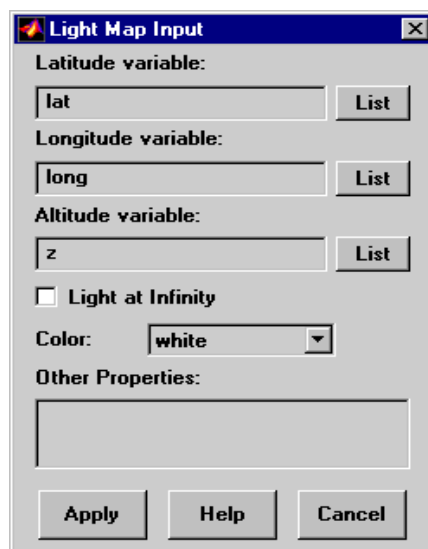 Light Map Input
Latitude variable:
lat List
Longitude variable:
long List
Altitude variable:
z List
Light at Infinity
Color: white
Other Properties:
Apply Help Cancel